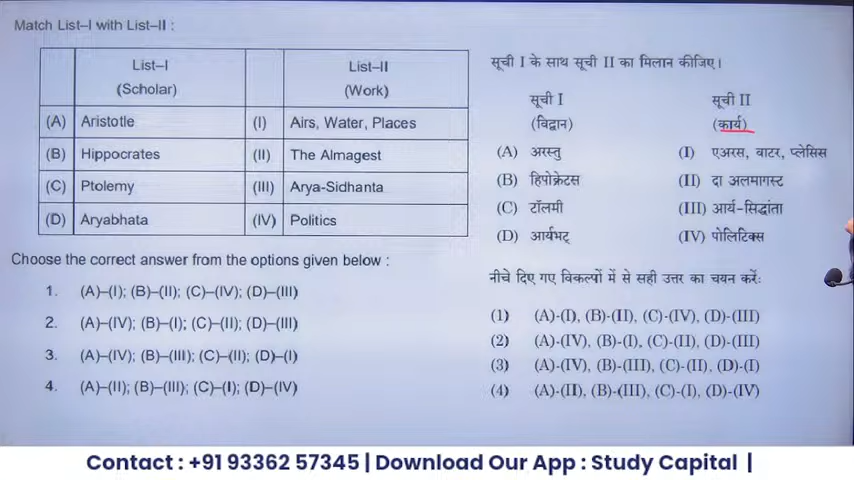 Match List–I with List–II :
List–I
(Scholar)
List–II
(Work)
(A) Aristotle (I) Airs, Water, Places
(B) Hippocrates (II) The Almagest
(C) Ptolemy (III) Arya-Sidhanta
(D) Aryabhata (IV) Politics
Choose the correct answer from the options given below :
1. (A)–(I); (B)–(II); (C)–(IV); (D)–(III)
2. (A)–(IV); (B)–(I); (C)–(II); (D)–(III)
3. (A)–(IV); (B)–(III); (C)–(II); (D)–(I)
4. (A)–(II); (B)–(III); (C)–(I); (D)–(IV)
सूची I के साथ सूची II का मिलान कीजिए।
सूची I सूची II
(विद्वान) (कार्य)
(A) अरस्तु (I) एअरस, वाटर, प्लेसिस
(B) हिपोक्रेटस (II) दा अलमागस्ट
(C) टॉलमी (III) आर्य-सिद्धांता
(D) आर्यभट् (IV) पोलिटिक्स
नीचे दिए गए विकल्पों में से सही उत्तर का चयन करें:
(1) (A)-(I), (B)-(II), (C)-(IV), (D)-(III)
(2) (A)-(IV), (B)-(I), (C)-(II), (D)-(III)
(3) (A)-(IV), (B)-(III), (C)-(II), (D)-(I)
(4) (A)-(II), (B)-(III), (C)-(I), (D)-(IV)
Contact : +91 93362 57345 | Download Our App : Study Capital |